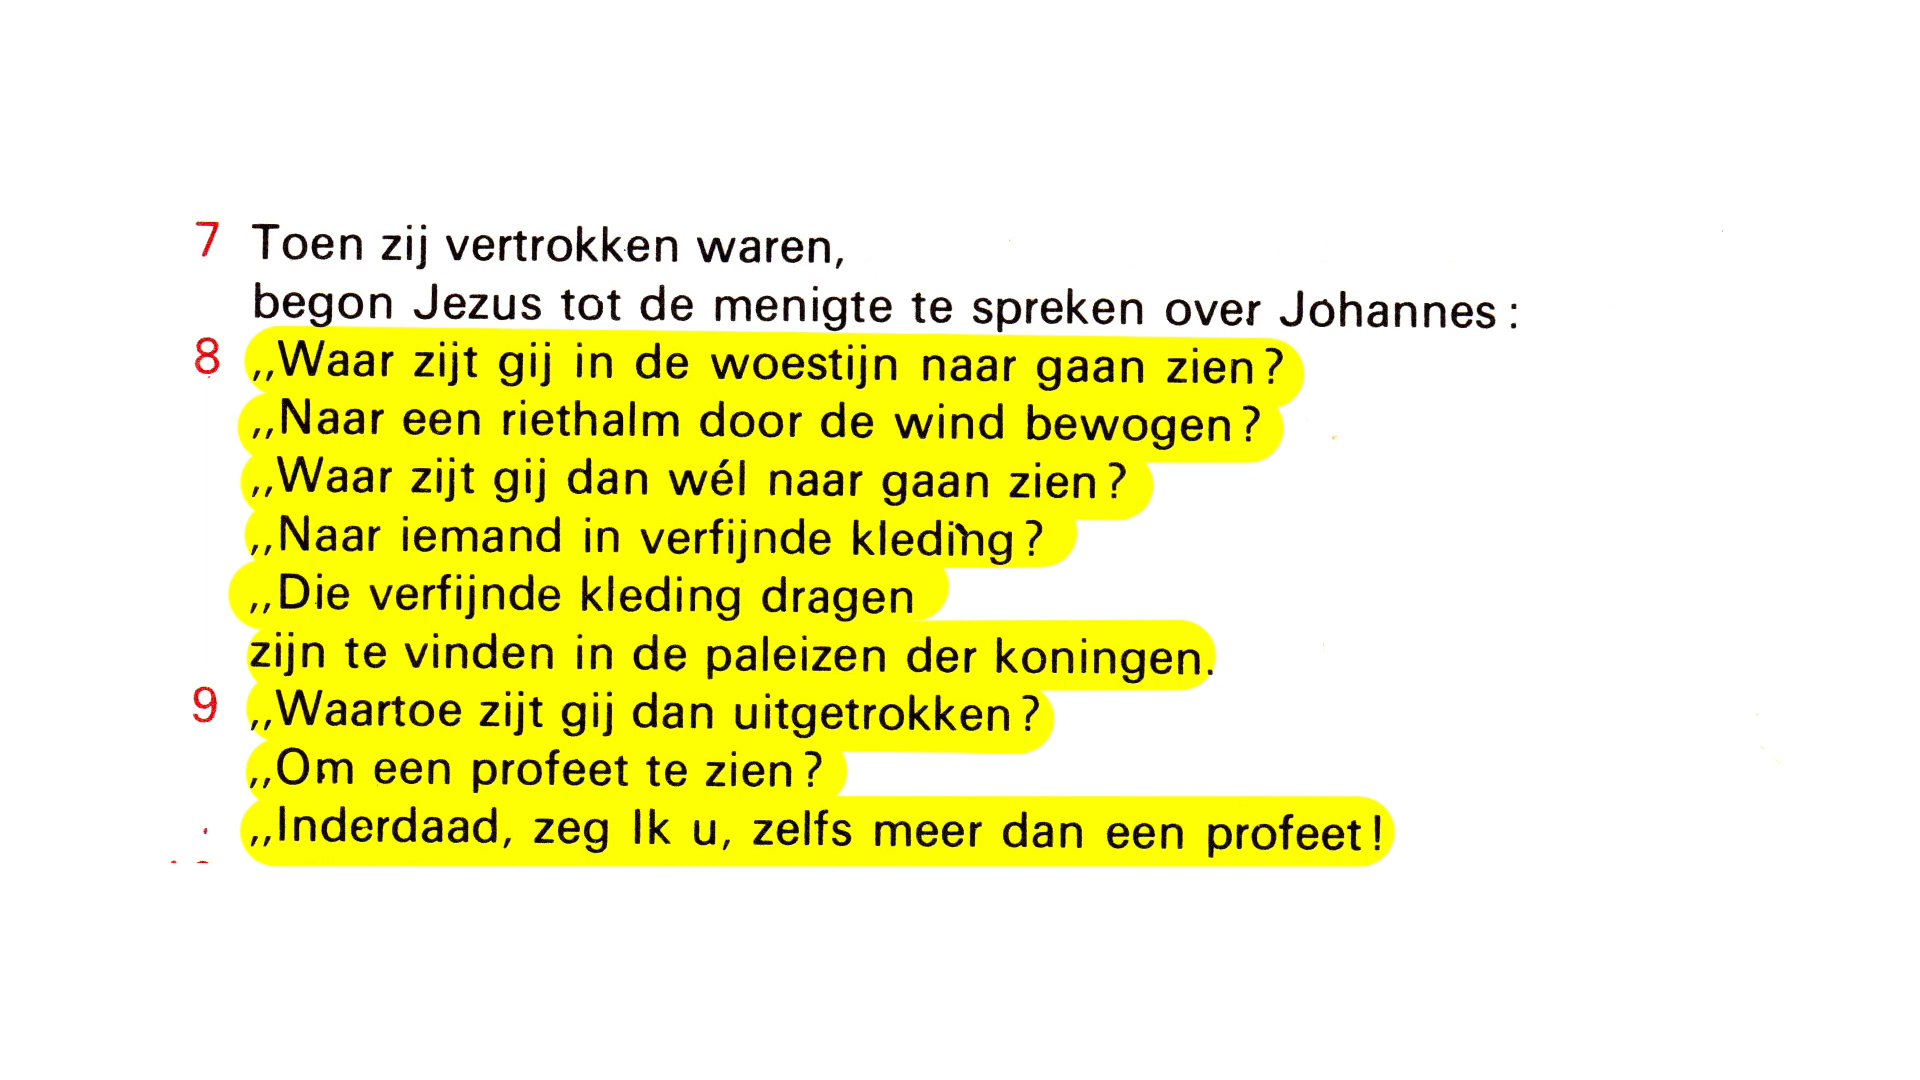 7 Toen zij vertrokken waren,
begon Jezus tot de menigte te spreken over Johannes :
8 ,,Waar zijt gij in de woestijn naar gaan zien?
,,Naar een riethalm door de wind bewogen?
,,Waar zijt gij dan wél naar gaan zien?
,,Naar iemand in verfijnde kleding?
,,Die verfijnde kleding dragen
zijn te vinden in de paleizen der koningen.
9 ,,Waartoe zijt gij dan uitgetrokken?
,,Om een profeet te zien?
,,Inderdaad, zeg Ik u, zelfs meer dan een profeet!